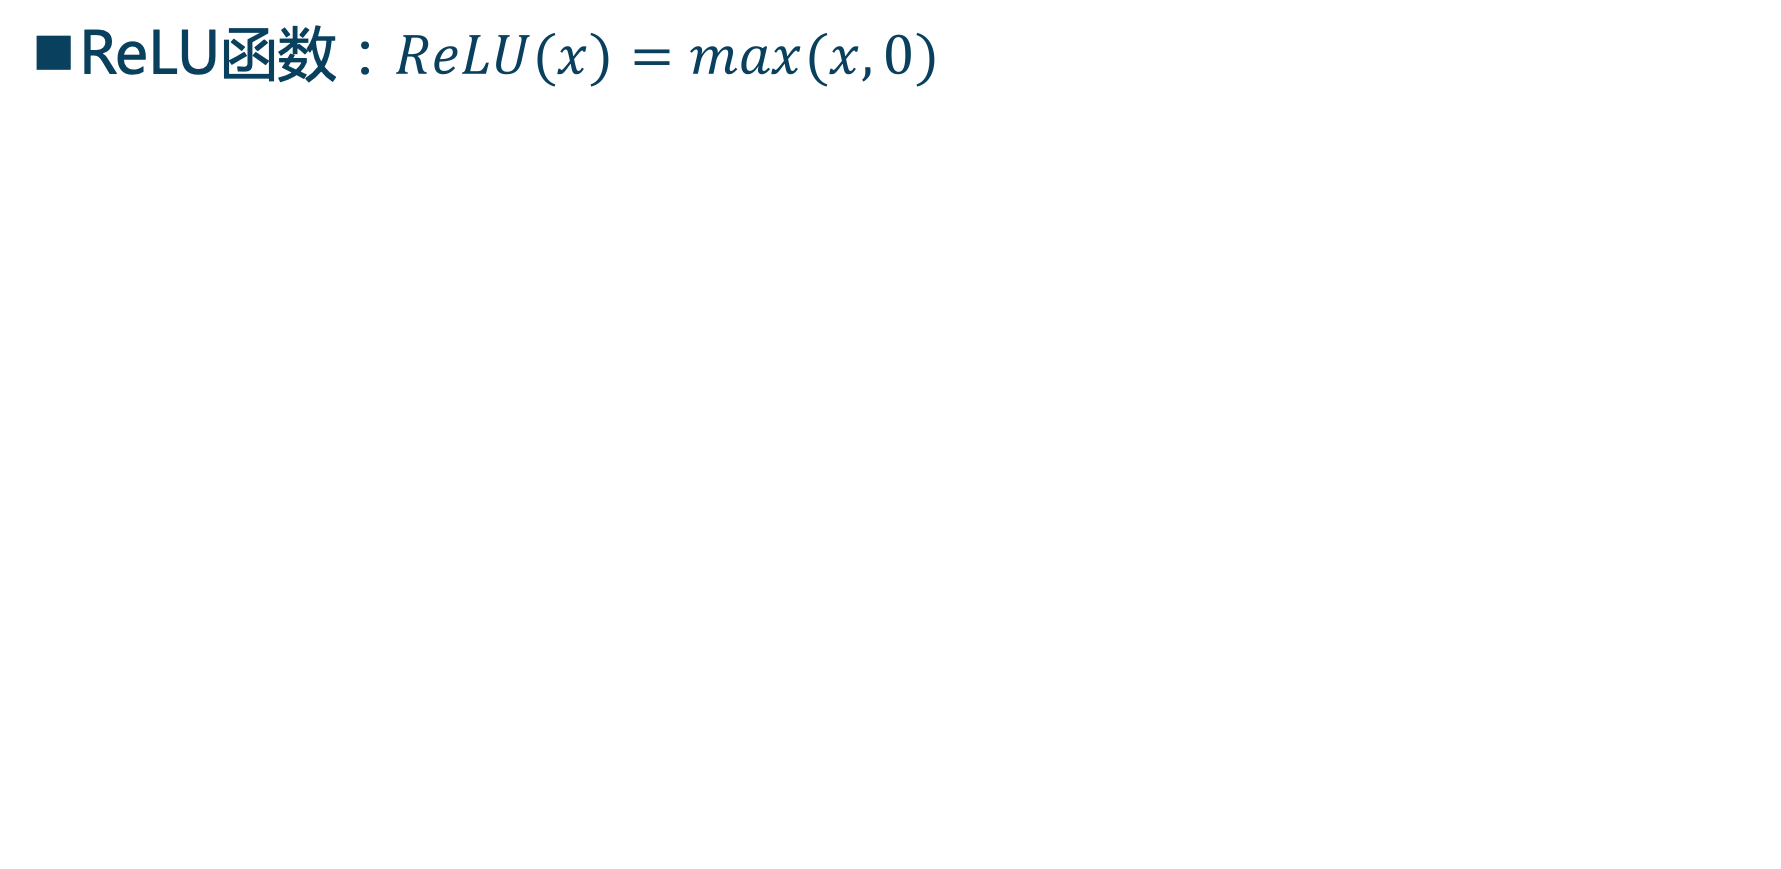 ■ReLU函数：ReLU(x) = max(x, 0)